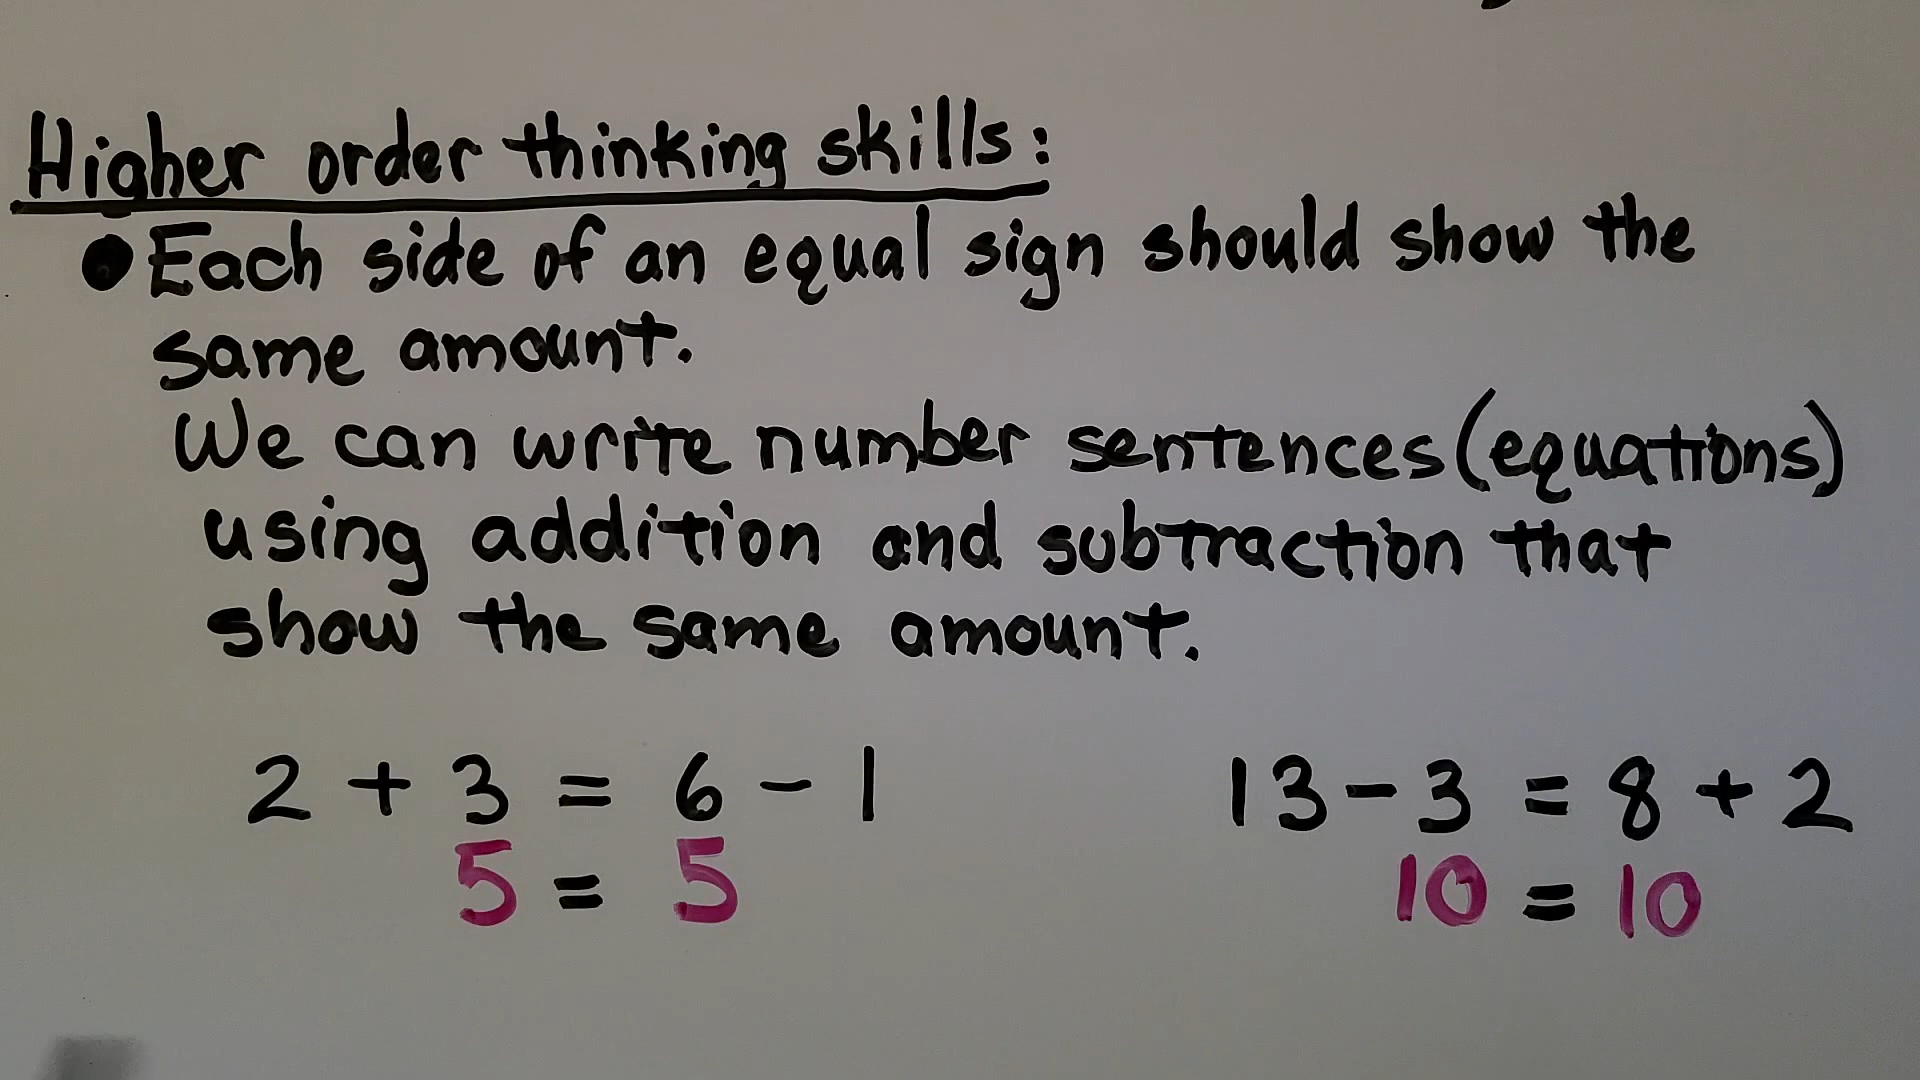 Higher order thinking skills:
● Each side of an equal sign should show the
same amount.
We can write number sentences (equations)
using addition and subtraction that
show the same amount.
2 + 3 = 6 - 1
5 = 5
13 - 3 = 8 + 2
10 = 10